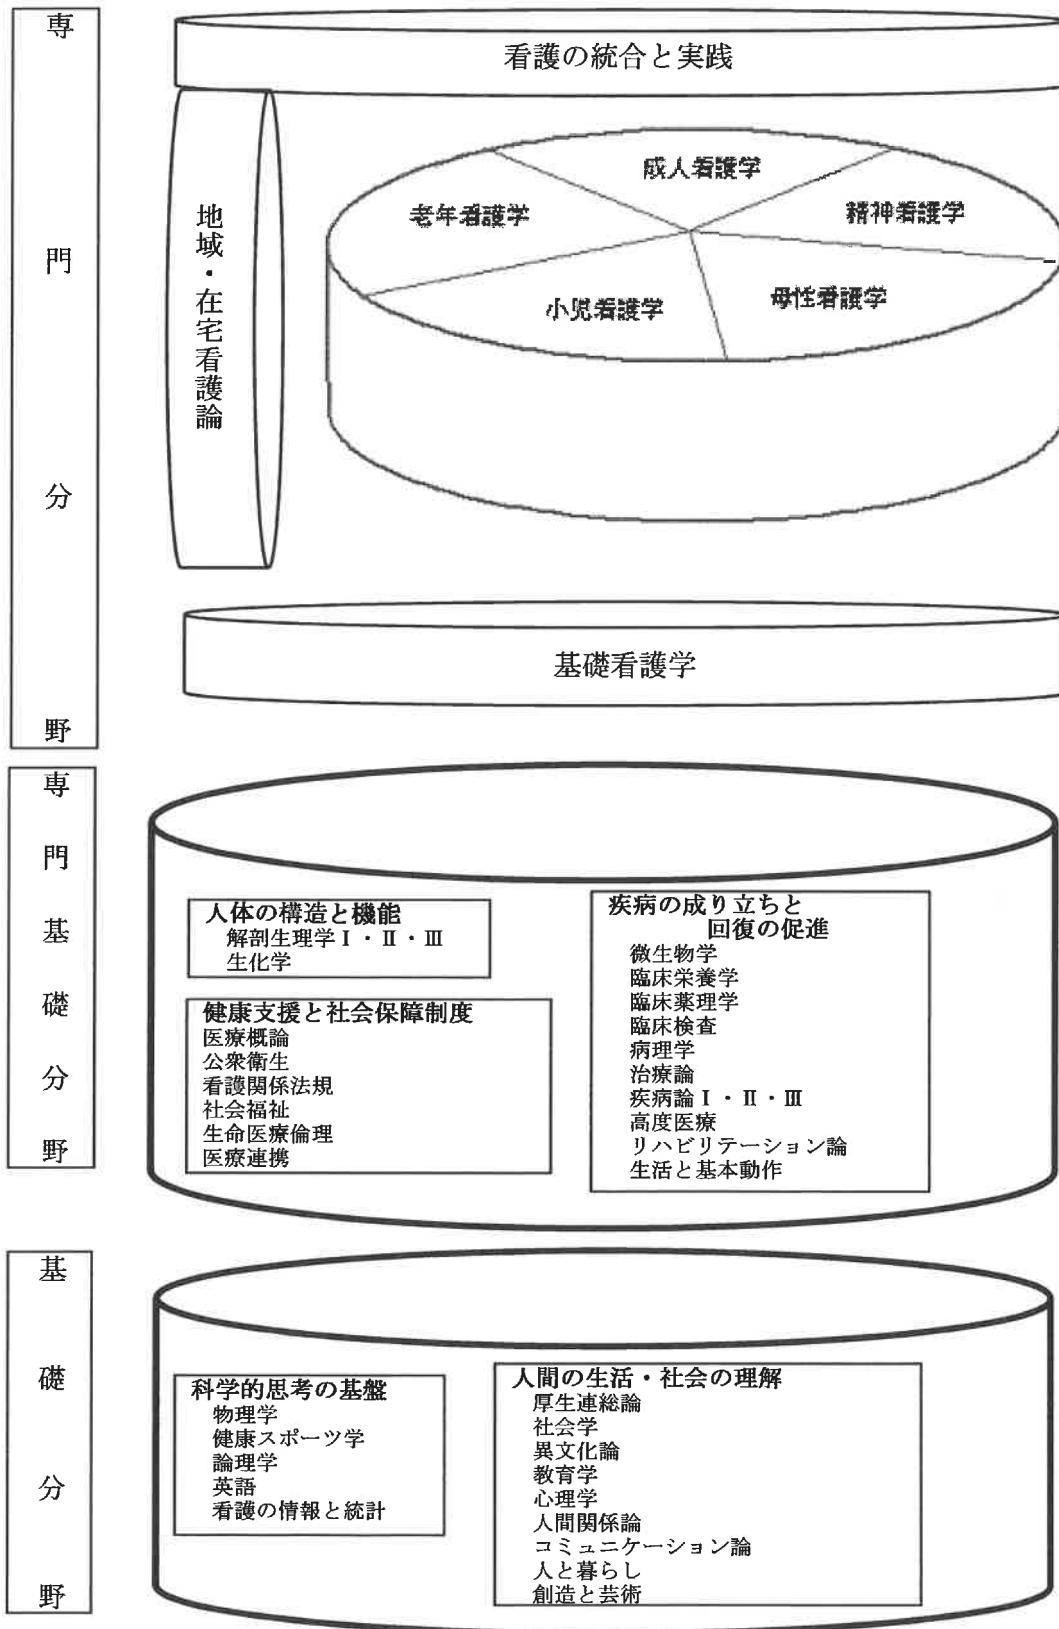 専門分野
看護の統合と実践
地域・在宅看護論
成人看護学
老年看護学
精神看護学
小児看護学
母性看護学
基礎看護学
専門基礎分野
人体の構造と機能
解剖生理学Ⅰ・Ⅱ・Ⅲ
生化学
健康支援と社会保障制度
医療概論
公衆衛生
看護関係法規
社会福祉
生命医療倫理
医療連携
疾病の成り立ちと
回復の促進
微生物学
臨床栄養学
臨床薬理学
臨床検査
病理学
治療論
疾病論Ⅰ・Ⅱ・Ⅲ
高度医療
リハビリテーション論
生活と基本動作
基礎分野
科学的思考の基盤
物理学
健康スポーツ学
論理学
英語
看護の情報と統計
人間の生活・社会の理解
厚生連総論
社会学
異文化論
教育学
心理学
人間関係論
コミュニケーション論
人と暮らし
創造と芸術